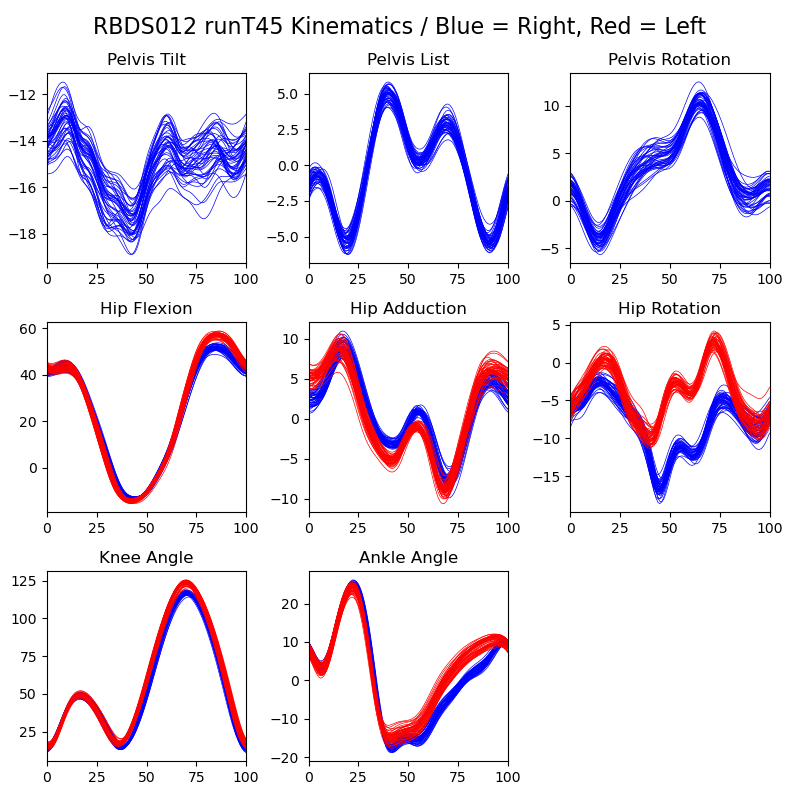 RBDS012 runT45 Kinematics / Blue = Right, Red = Left
Pelvis Tilt
−12
−14
−16
−18
0 25 50 75 100
Pelvis List
5.0
2.5
0.0
−2.5
−5.0
0 25 50 75 100
Pelvis Rotation
10
5
0
−5
0 25 50 75 100
Hip Flexion
60
40
20
0
0 25 50 75 100
Hip Adduction
10
5
0
−5
−10
0 25 50 75 100
Hip Rotation
5
0
−5
−10
−15
0 25 50 75 100
Knee Angle
125
100
75
50
25
0 25 50 75 100
Ankle Angle
20
10
0
−10
−20
0 25 50 75 100